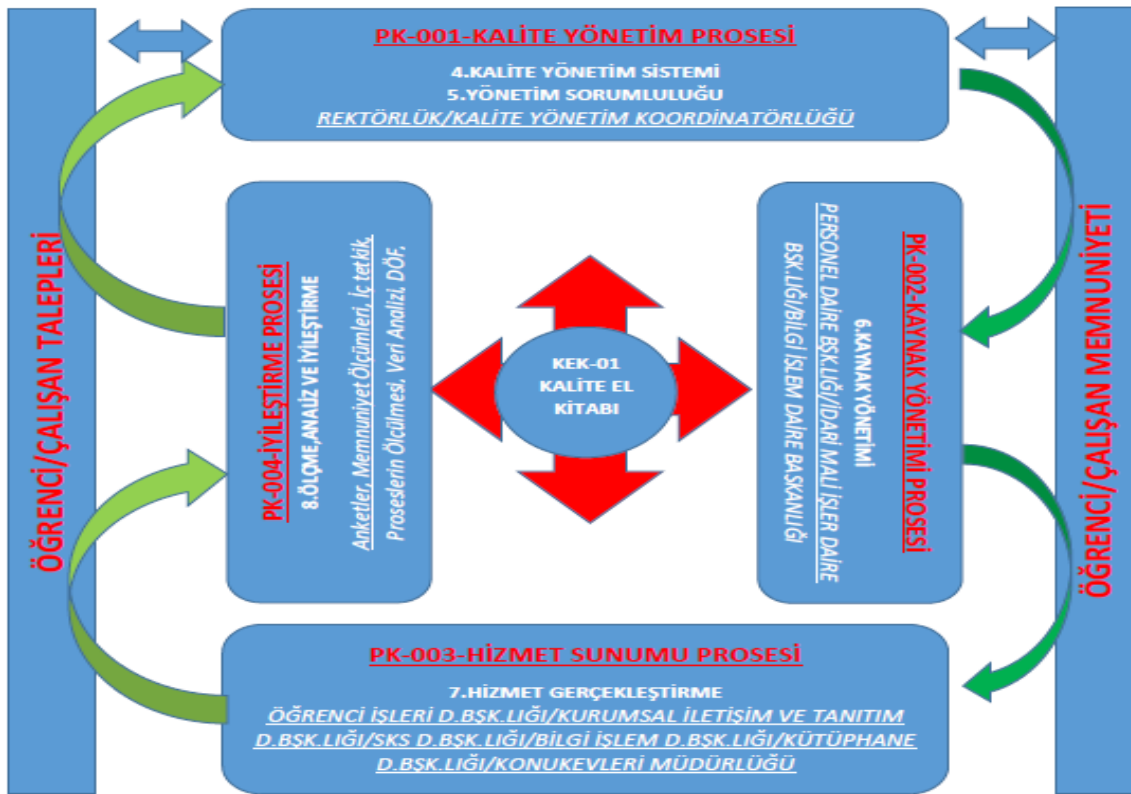 ÖĞRENCİ/ÇALIŞAN TALEPLERİ
PK-001-KALİTE YÖNETİM PROSESİ
4.KALİTE YÖNETİM SİSTEMİ
5.YÖNETİM SORUMLULUĞU
REKTÖRLÜK/KALİTE YÖNETİM KOORDİNATÖRLÜĞÜ
PK-004-İYİLEŞTİRME PROSESİ
8.ÖLÇME,ANALİZ VE İYİLEŞTİRME
Anketler, Memnuniyet Ölçümleri, İç tetkik,
Proseslerin Ölçülmesi, Veri Analizi, DÖF,
KEK-01
KALİTE EL
KİTABI
PK-002-KAYNAK YÖNETİMİ PROSESİ
6.KAYNAK YÖNETİMİ
PERSONEL DAİRE BŞK.LIĞI/İDARİ MALİ İŞLER DAİRE
BŞK.LIĞI/BİLGİ İŞLEM DAİRE BAŞKANLIĞI
PK-003-HİZMET SUNUMU PROSESİ
7.HİZMET GERÇEKLEŞTİRME
ÖĞRENCİ İŞLERİ D.BŞK.LIĞI/KURUMSAL İLETİŞİM VE TANITIM
D.BŞK.LIĞI/SKS D.BŞK.LIĞI/BİLGİ İŞLEM D.BŞK.LIĞI/KÜTÜPHANE
D.BŞK.LIĞI/KONUKEVLERİ MÜDÜRLÜĞÜ
ÖĞRENCİ/ÇALIŞAN MEMNUNİYETİ